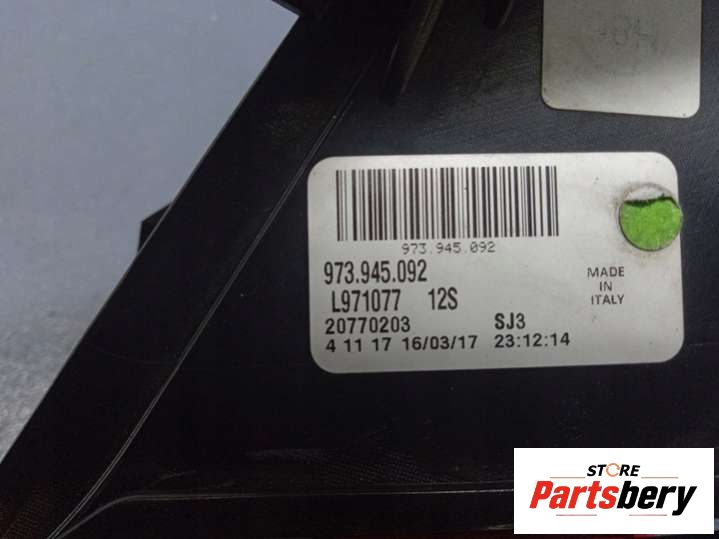 973.945.092
973.945.092
L971077 12S
20770203 SJ3
4 11 17 16/03/17 23:12:14
MADE
IN
ITALY
STORE
Partsbery